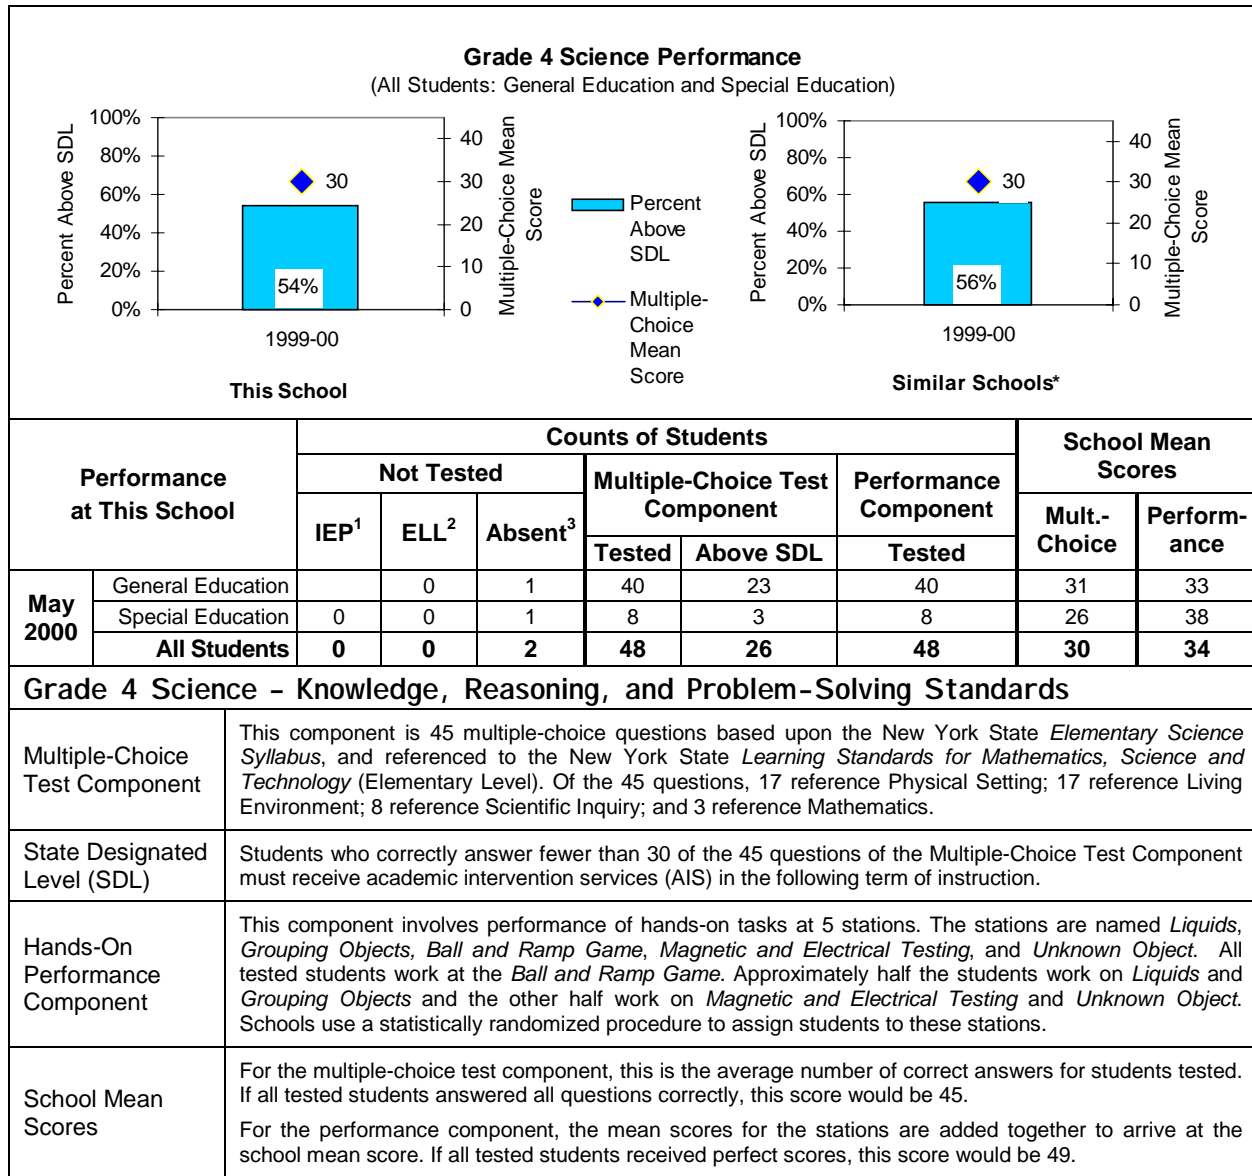 Grade 4 Science Performance
(All Students: General Education and Special Education)
Percent Above SDL
100%
80%
60%
40%
20%
0%
30
54%
1999-00
40
30
20
10
0
Multiple-Choice Mean
Score
This School
Percent
Above
SDL
Multiple-
Choice
Mean
Score
Percent Above SDL
100%
80%
60%
40%
20%
0%
30
56%
1999-00
40
30
20
10
0
Multiple-Choice Mean
Score
Similar Schools*
Performance
at This School
Counts of Students
School Mean
Scores
Not Tested
Multiple-Choice Test
Component
Performance
Component
IEP1 ELL2 Absent3
Mult.-
Choice
Perform-
ance
Tested Above SDL Tested
May
2000
General Education 0 1 40 23 40 31 33
Special Education 0 0 1 8 3 8 26 38
All Students 0 0 2 48 26 48 30 34
Grade 4 Science – Knowledge, Reasoning, and Problem-Solving Standards
Multiple-Choice
Test Component
This component is 45 multiple-choice questions based upon the New York State Elementary Science
Syllabus, and referenced to the New York State Learning Standards for Mathematics, Science and
Technology (Elementary Level). Of the 45 questions, 17 reference Physical Setting; 17 reference Living
Environment; 8 reference Scientific Inquiry; and 3 reference Mathematics.
State Designated
Level (SDL)
Students who correctly answer fewer than 30 of the 45 questions of the Multiple-Choice Test Component
must receive academic intervention services (AIS) in the following term of instruction.
Hands-On
Performance
Component
This component involves performance of hands-on tasks at 5 stations. The stations are named Liquids,
Grouping Objects, Ball and Ramp Game, Magnetic and Electrical Testing, and Unknown Object. All
tested students work at the Ball and Ramp Game. Approximately half the students work on Liquids and
Grouping Objects and the other half work on Magnetic and Electrical Testing and Unknown Object.
Schools use a statistically randomized procedure to assign students to these stations.
School Mean
Scores
For the multiple-choice test component, this is the average number of correct answers for students tested.
If all tested students answered all questions correctly, this score would be 45.
For the performance component, the mean scores for the stations are added together to arrive at the
school mean score. If all tested students received perfect scores, this score would be 49.